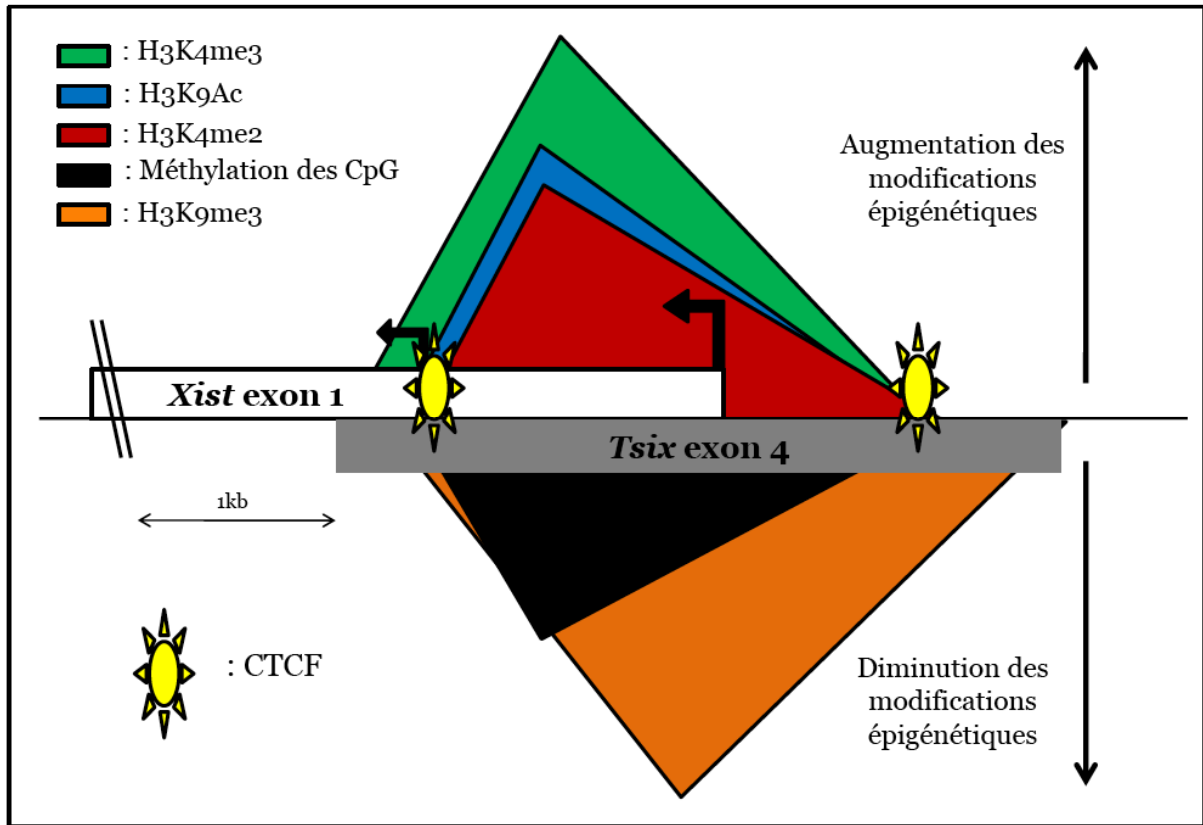 : H3K4me3
: H3K9Ac
: H3K4me2
: Méthylation des CpG
: H3K9me3
Augmentation des
modifications
épigénétiques
Xist exon 1
Tsix exon 4
1kb
: CTCF
Diminution des
modifications
épigénétiques